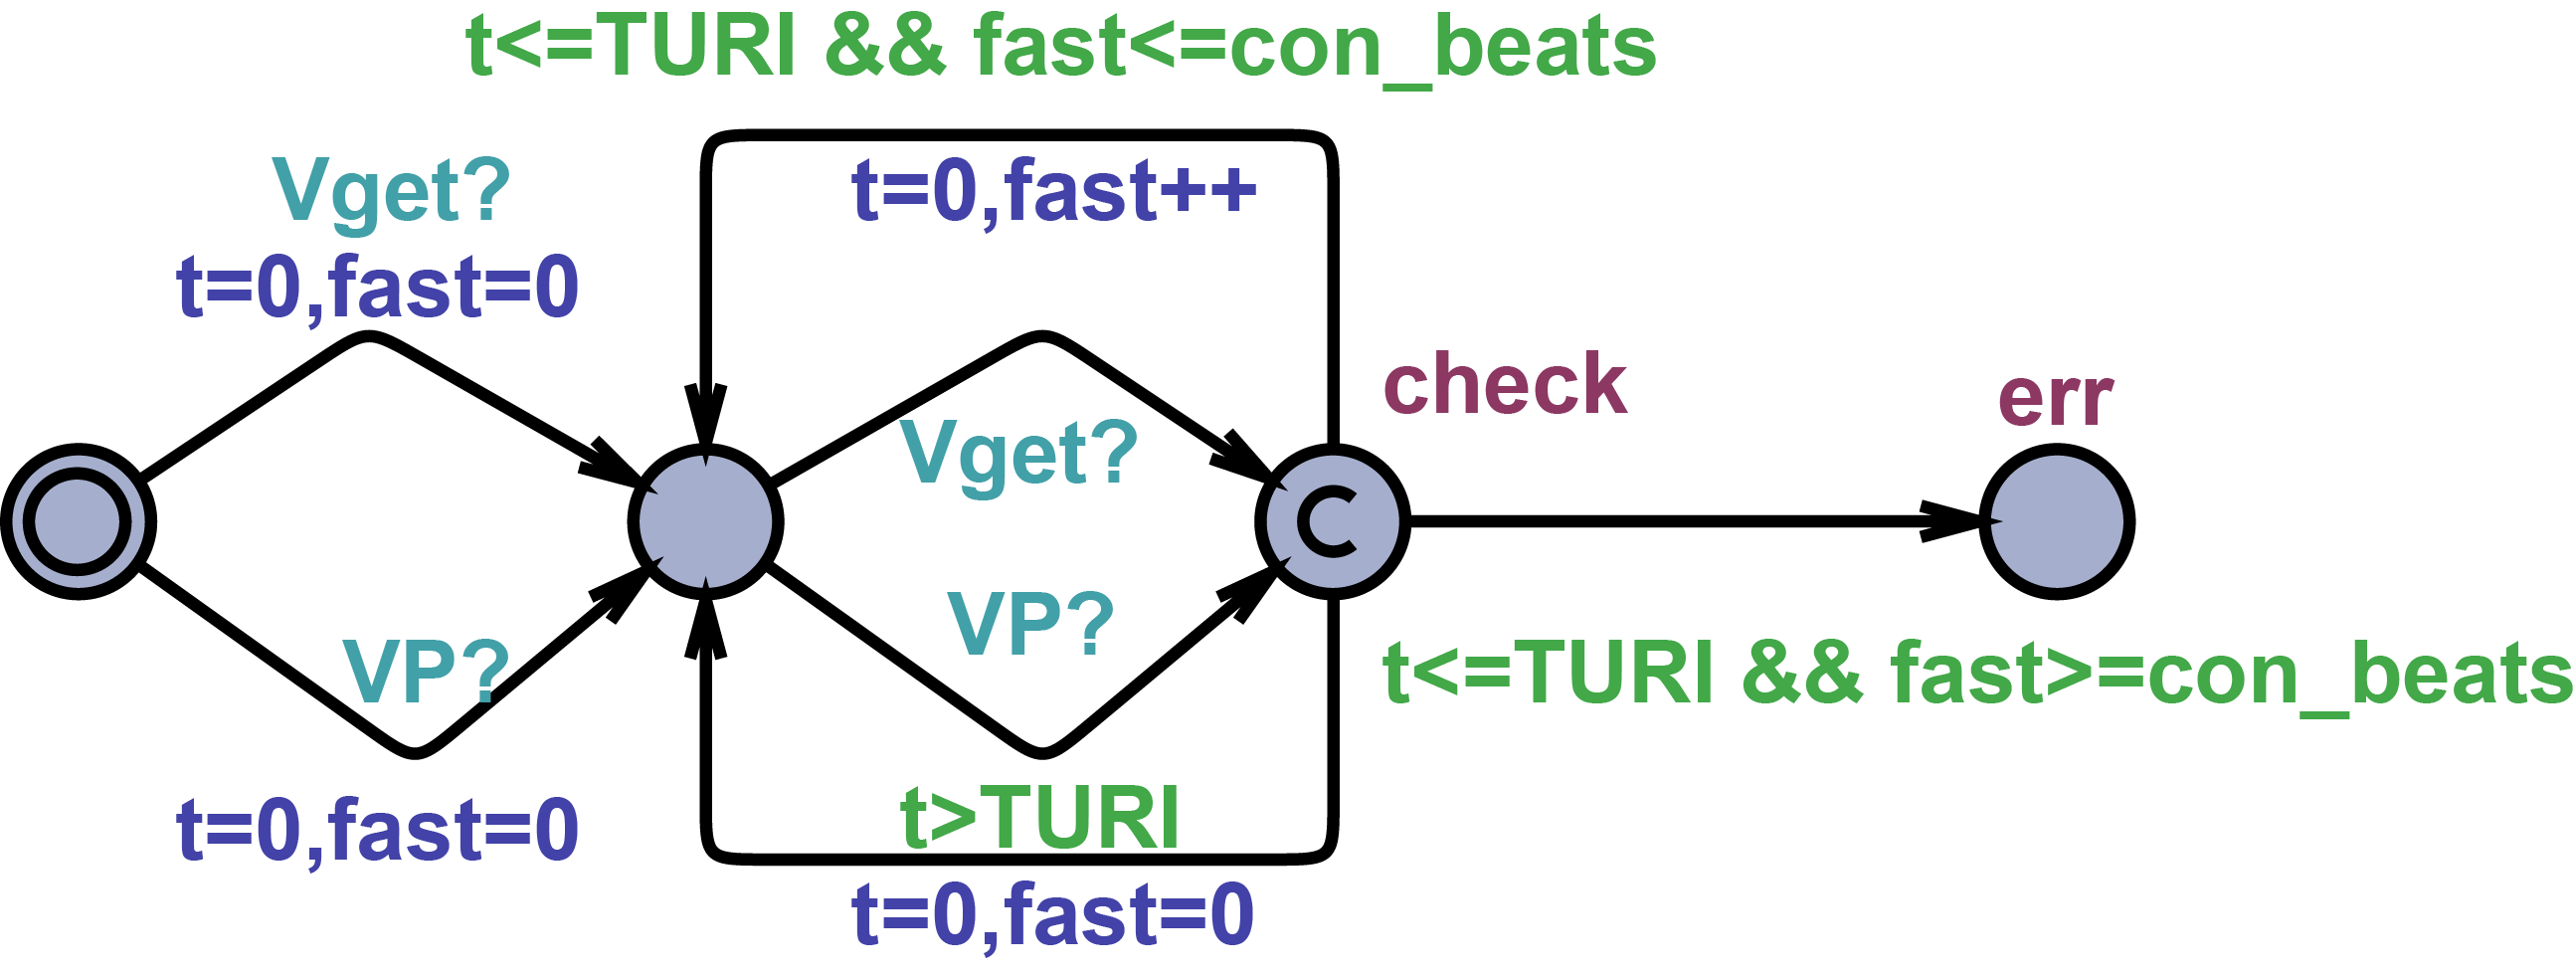 t<=TURI && fast<=con_beats
Vget?
t=0,fast=0
t=0,fast++
check
err
Vget?
C
VP?
VP?
t<=TURI && fast>=con_beats
t>TURI
t=0,fast=0
t=0,fast=0